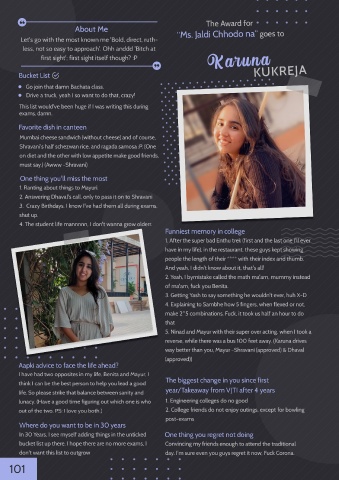 About Me
Let's go with the most known me 'Bold, direct, ruth-
less, not so easy to approach'. Ohh anddd 'Bitch at
first sight', first sight itself though? :P
The Award for
"Ms. Jaldi Chhodo na" goes to
Karuna
KUKREJA
Bucket List
Go join that damn Bachata class.
Drive a truck, yeah I so want to do that, crazy!
This list would've been huge if I was writing this during
exams, damn.
Favorite dish in canteen
Mumbai cheese sandwich (without cheese) and of course,
Shravani's half schezwan rice, and ragada samosa :P. (One
on diet and the other with low appetite make good friends,
must say.) (Awww -Shravani)
One thing you'll miss the most
1. Ranting about things to Mayuri
2. Answering Dhaval's call, only to pass it on to Shravani
3. Crazy Birthdays. I know I've had them all during exams,
shut up
4. The student life mannnnn, I don't wanna grow olderr.
Aapki advice to face the life ahead?
I have had two opposites in my life, Benita and Mayur. I
think I can be the best person to help you lead a good
life. So please strike that balance between sanity and
lunacy. (Have a good time figuring out which one is who
out of the two. PS: I love you both.)
Where do you want to be in 30 years
In 30 Years, I see myself adding things in the unticked
bucket list up there. I hope there are no more exams, I
don't want this list to outgrow
101
Funniest memory in college
1. After the super bad Enthu trek (first and the last one I'll ever
have in my life), in the restaurant, these guys kept showing
people the length of their "****" with their index and thumb.
And yeah, I didn't know about it, that's all!
2. Yeah, I bymistake called the meth ma'am, mummy instead
of ma'am, fuck you Benita.
3. Getting Yash to say something he wouldn't ever, huh X-D
4. Explaining to Sambhe how 5 fingers, when flexed or not,
make 2^5 combinations. Fuck, it took us half an hour to do
that
5. Ninad and Mayur with their super over acting, when I took a
reverse, while there was a bus 100 feet away. (Karuna drives
way better than you, Mayur -Shravani (approved) & Dhaval
(approved))
The biggest change in you since first
year/Takeaway from VJTI after 4 years
1. Engineering colleges do no good
2. College friends do not enjoy outings, except for bowling
post-exams
One thing you regret not doing
Convincing my friends enough to attend the traditional
day. I'm sure even you guys regret it now. Fuck Corona.